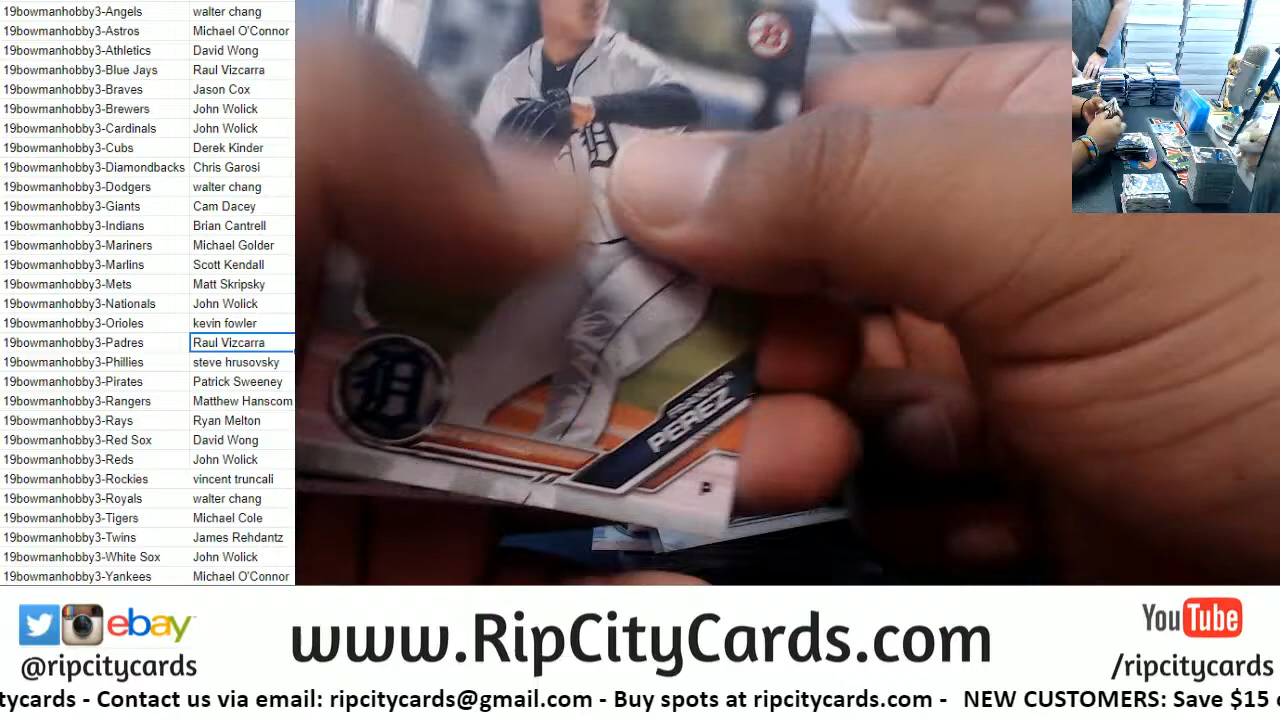 19bowmanhobby3-Angels walter chang
19bowmanhobby3-Astros Michael O'Connor
19bowmanhobby3-Athletics David Wong
19bowmanhobby3-Blue Jays Raul Vizcarra
19bowmanhobby3-Braves Jason Cox
19bowmanhobby3-Brewers John Wolick
19bowmanhobby3-Cardinals John Wolick
19bowmanhobby3-Cubs Derek Kinder
19bowmanhobby3-Diamondbacks Chris Garosi
19bowmanhobby3-Dodgers walter chang
19bowmanhobby3-Giants Cam Dacey
19bowmanhobby3-Indians Brian Cantrell
19bowmanhobby3-Mariners Michael Golder
19bowmanhobby3-Marlins Scott Kendall
19bowmanhobby3-Mets Matt Skripsky
19bowmanhobby3-Nationals John Wolick
19bowmanhobby3-Orioles kevin fowler
19bowmanhobby3-Padres Raul Vizcarra
19bowmanhobby3-Phillies steve hrusovsky
19bowmanhobby3-Pirates Patrick Sweeney
19bowmanhobby3-Rangers Matthew Hanscom
19bowmanhobby3-Rays Ryan Melton
19bowmanhobby3-Red Sox David Wong
19bowmanhobby3-Reds John Wolick
19bowmanhobby3-Rockies vincent truncali
19bowmanhobby3-Royals walter chang
19bowmanhobby3-Tigers Michael Cole
19bowmanhobby3-Twins James Rehdantz
19bowmanhobby3-White Sox John Wolick
19bowmanhobby3-Yankees Michael O'Connor
B
D
D
FRANKLIN
PEREZ
P
ebay
@ripcitycards
www.RipCityCards.com
YouTube
/ripcitycards
tycards - Contact us via email: ripcitycards@gmail.com - Buy spots at ripcitycards.com - NEW CUSTOMERS: Save $15